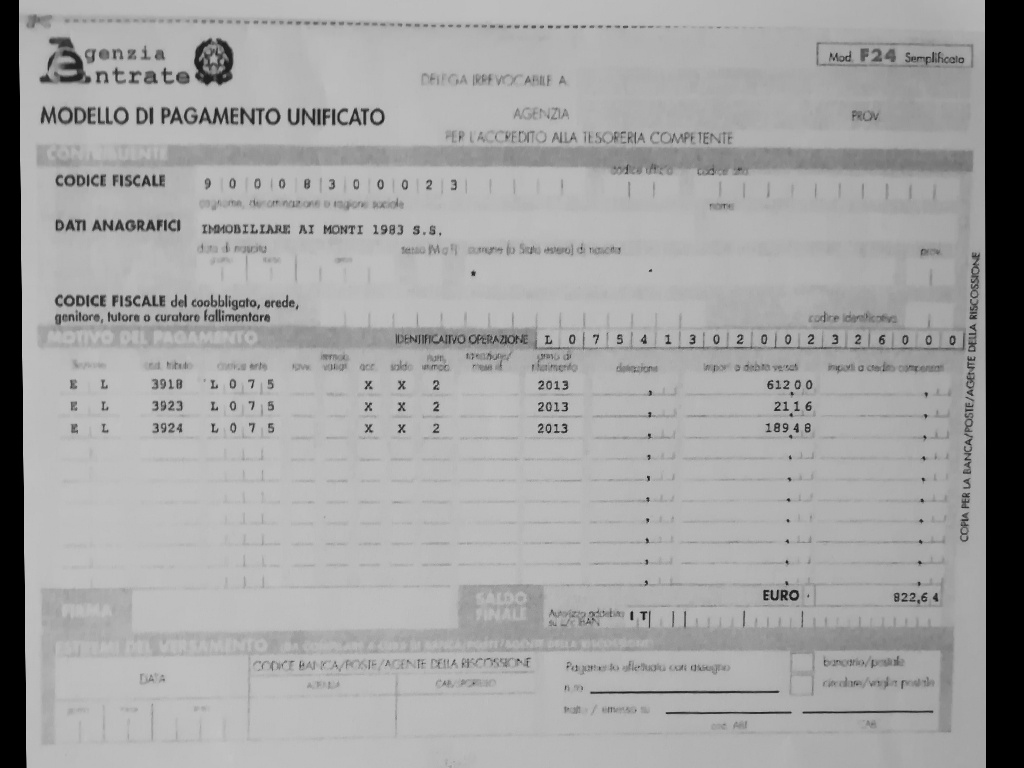 Agenzia
Entrate
Mod. F24 Semplificato
DELEGA IRREVOCABILE A
MODELLO DI PAGAMENTO UNIFICATO
AGENZIA PROV.
PER L'ACCREDITO ALLA TESORERIA COMPETENTE
CONTRIBUENTE
CODICE FISCALE 9 0 0 0 8 3 0 0 0 2 3 codice ufficio codice atto
cognome, denominazione o ragione sociale nome
DATI ANAGRAFICI IMMOBILIARE AI MONTI 1983 S.S.
data di nascita sesso (M o F) comune (o Stato estero) di nascita prov.
giorno mese anno
CODICE FISCALE del coobbligato, erede,
genitore, tutore o curatore fallimentare codice identificativo
MOTIVO DEL PAGAMENTO IDENTIFICATIVO OPERAZIONE L 0 7 5 4 1 3 0 2 0 0 2 3 2 6 0 0 0
Sezione cod. tributo codice ente ravv. immob. variati acc. saldo num. immob. rateazione/mese rif. anno di riferimento detrazione importi a debito versati importi a credito compensati
E L 3918 L 0 7 5 X X 2 2013 , 612,00 ,
E L 3923 L 0 7 5 X X 2 2013 , 21,16 ,
E L 3924 L 0 7 5 X X 2 2013 , 189,48 ,
FIRMA SALDO FINALE EURO 822,64
Autorizzo addebito su c/c IBAN I T
ESTREMI DEL VERSAMENTO (DA COMPILARE A CURA DI BANCA/POSTE/AGENTE DELLA RISCOSSIONE)
DATA CODICE BANCA/POSTE/AGENTE DELLA RISCOSSIONE
AZIENDA CAB/SPORTELLO
giorno mese anno
Pagamento effettuato con assegno bancario/postale
n.ro circolare/vaglia postale
tratto / emesso su
cod. ABI CAB
COPIA PER LA BANCA/POSTE/AGENTE DELLA RISCOSSIONE